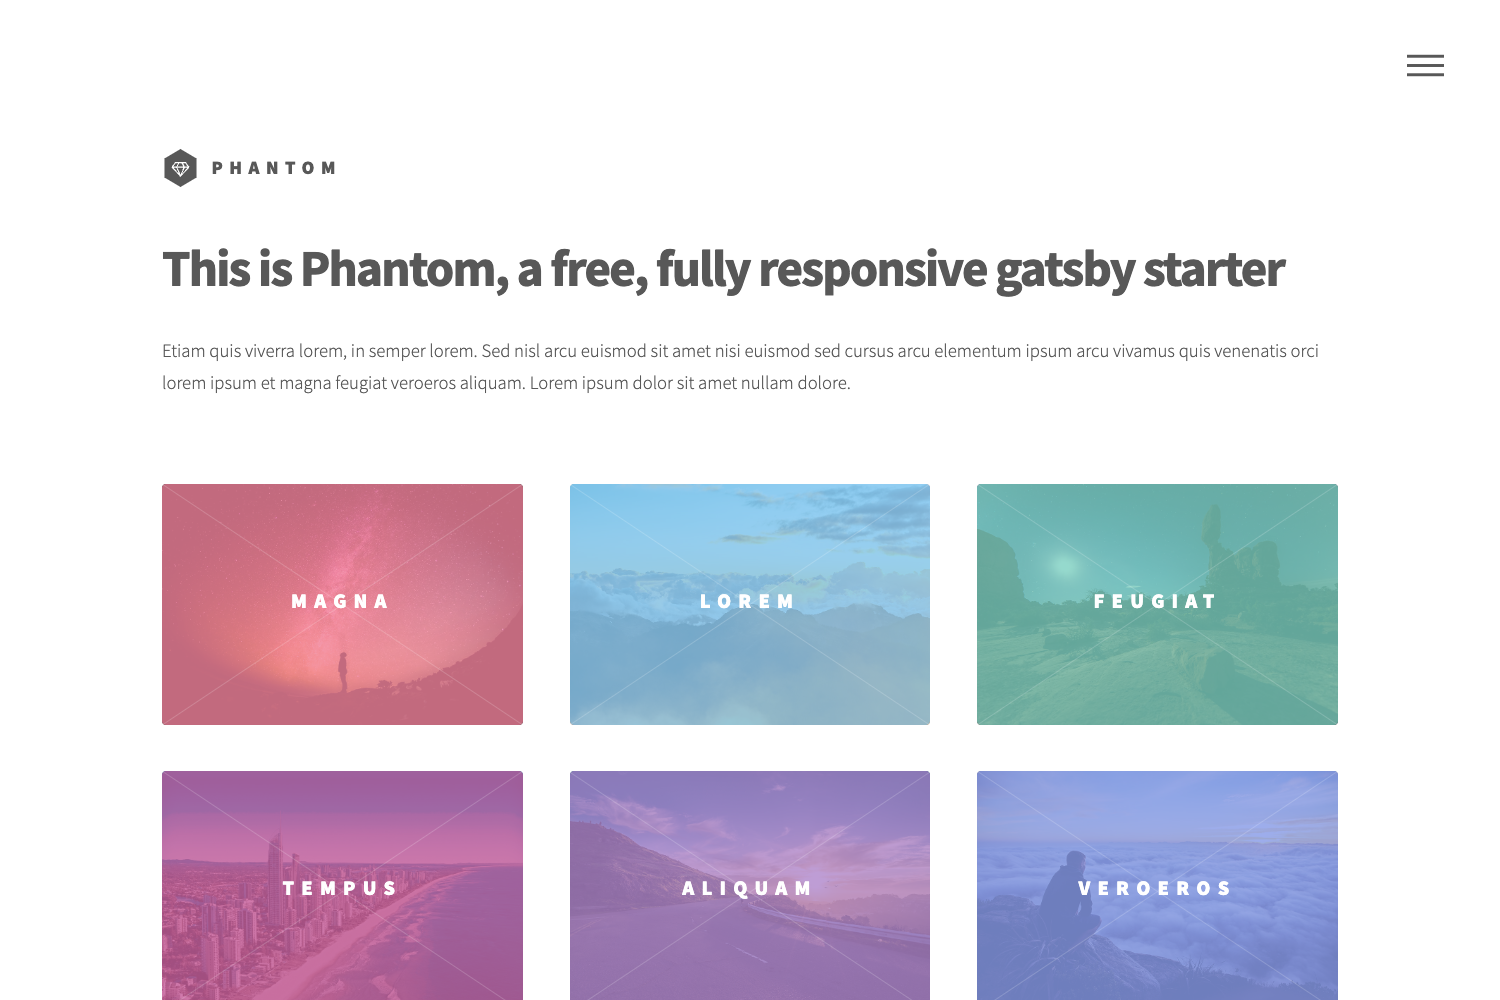 PHANTOM
This is Phantom, a free, fully responsive gatsby starter
Etiam quis viverra lorem, in semper lorem. Sed nisl arcu euismod sit amet nisi euismod sed cursus arcu elementum ipsum arcu vivamus quis venenatis orci
lorem ipsum et magna feugiat veroeros aliquam. Lorem ipsum dolor sit amet nullam dolore.
MAGNA
LOREM
FEUGIAT
TEMPUS
ALIQUAM
VEROEROS